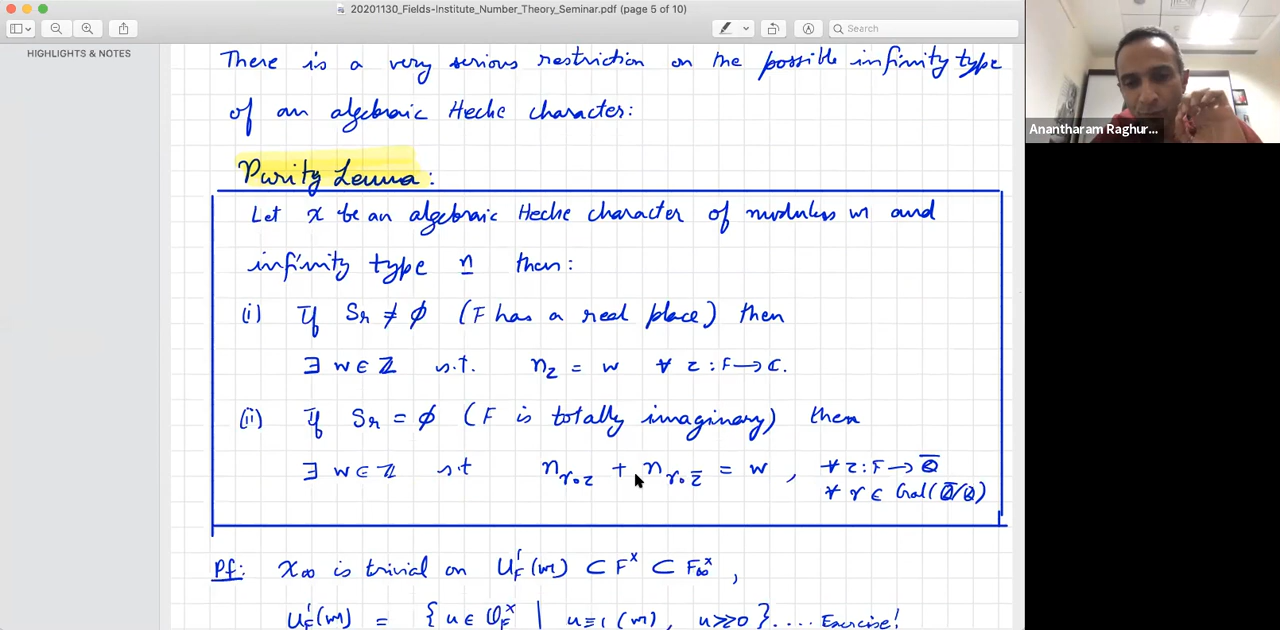 20201130_Fields-Institute_Number_Theory_Seminar.pdf (page 5 of 10)
Search
HIGHLIGHTS & NOTES
Anantharam Raghur...
There is a very serious restriction on the possible infinity type
of an algebraic Hecke character:
Purity Lemma:
Let χ be an algebraic Hecke character of modulus m and
infinity type n then:
(i) If Sr ≠ φ (F has a real place) then
∃ w ∈ ℤ s.t. n_τ = w ∀ τ : F → ℂ.
(ii) If Sr = φ (F is totally imaginary) then
∃ w ∈ ℤ s.t n_{γ∘τ} + n_{γ∘τ̄} = w , ∀ τ : F → Q̄
∀ γ ∈ Gal(Q̄/Q)
Pf: χ∞ is trivial on U_F^1(m) ⊂ F^x ⊂ F_∞^x ,
U_F^1(m) = { u ∈ O_F^x | u ≡ 1 (m), u >> 0 }.... Exercise!